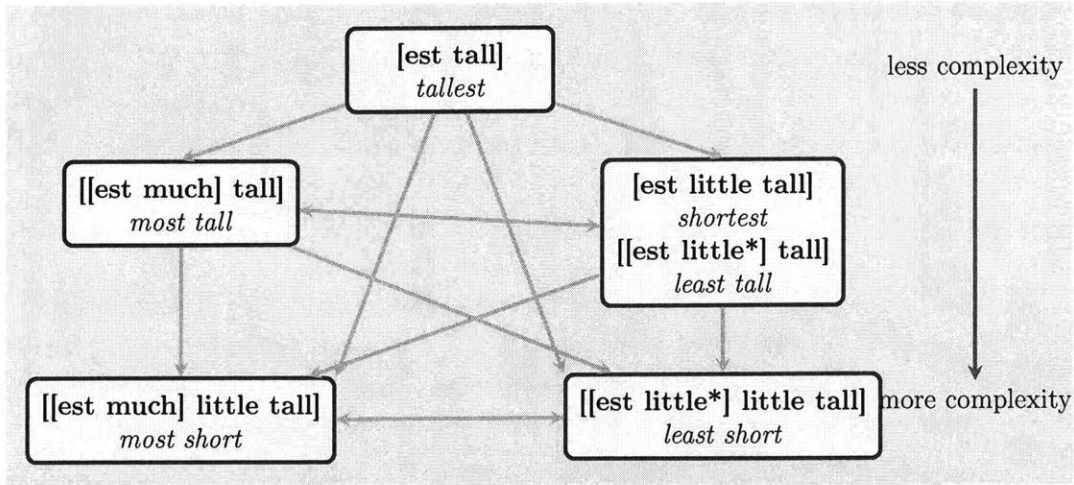 [est tall]
tallest
less complexity
[[est much] tall]
most tall
[est little tall]
shortest
[[est little*] tall]
least tall
[[est much] little tall]
most short
[[est little*] little tall]
least short
more complexity